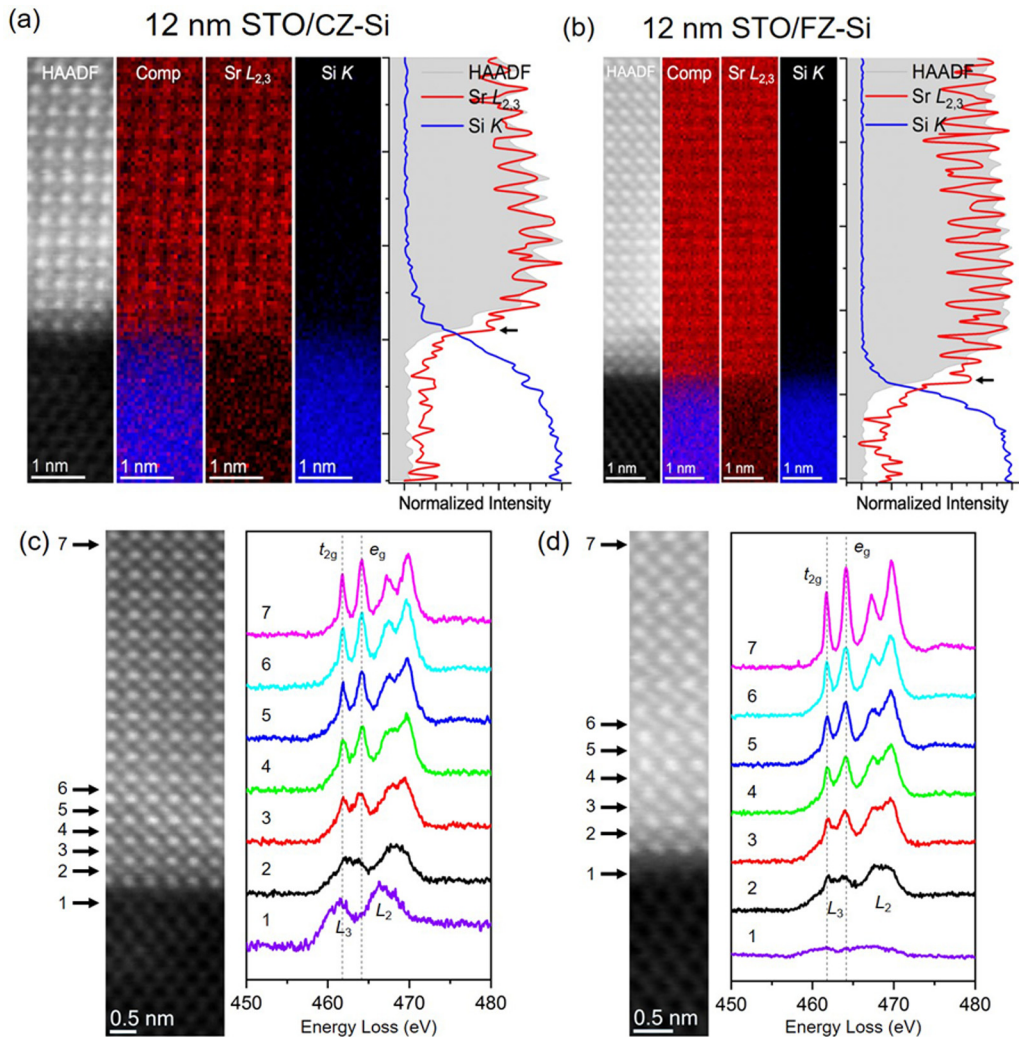 (a) 12 nm STO/CZ-Si
HAADF Comp Sr L2,3 Si K
HAADF
Sr L2,3
Si K
1 nm 1 nm 1 nm 1 nm
Normalized Intensity
(b) 12 nm STO/FZ-Si
HAADF Comp Sr L2,3 Si K
HAADF
Sr L2,3
Si K
1 nm 1 nm 1 nm 1 nm
Normalized Intensity
(c)
7
6
5
4
3
2
1
0.5 nm
t2g eg
7
6
5
4
3
2
1
L3 L2
450 460 470 480
Energy Loss (eV)
(d)
7
6
5
4
3
2
1
0.5 nm
t2g eg
7
6
5
4
3
2
1
L3 L2
450 460 470 480
Energy Loss (eV)